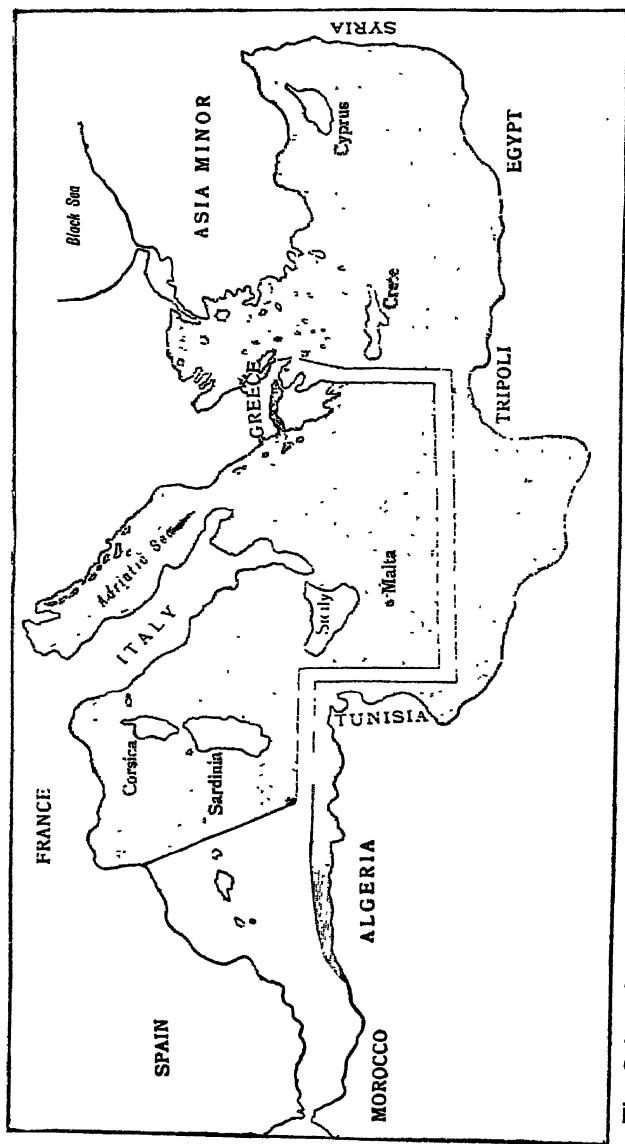 Black Sea
SYRIA
ASIA MINOR
Cyprus
EGYPT
Crete
GREECE
TRIPOLI
Adriatic Sea
ITALY
Sicily
Malta
TUNISIA
Corsica
Sardinia
FRANCE
ALGERIA
SPAIN
MOROCCO